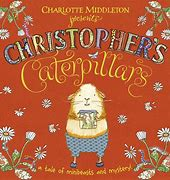 CHARLOTTE MIDDLETON
presents
CHRISTOPHER'S
Caterpillars
a tale of minibeasts and mystery